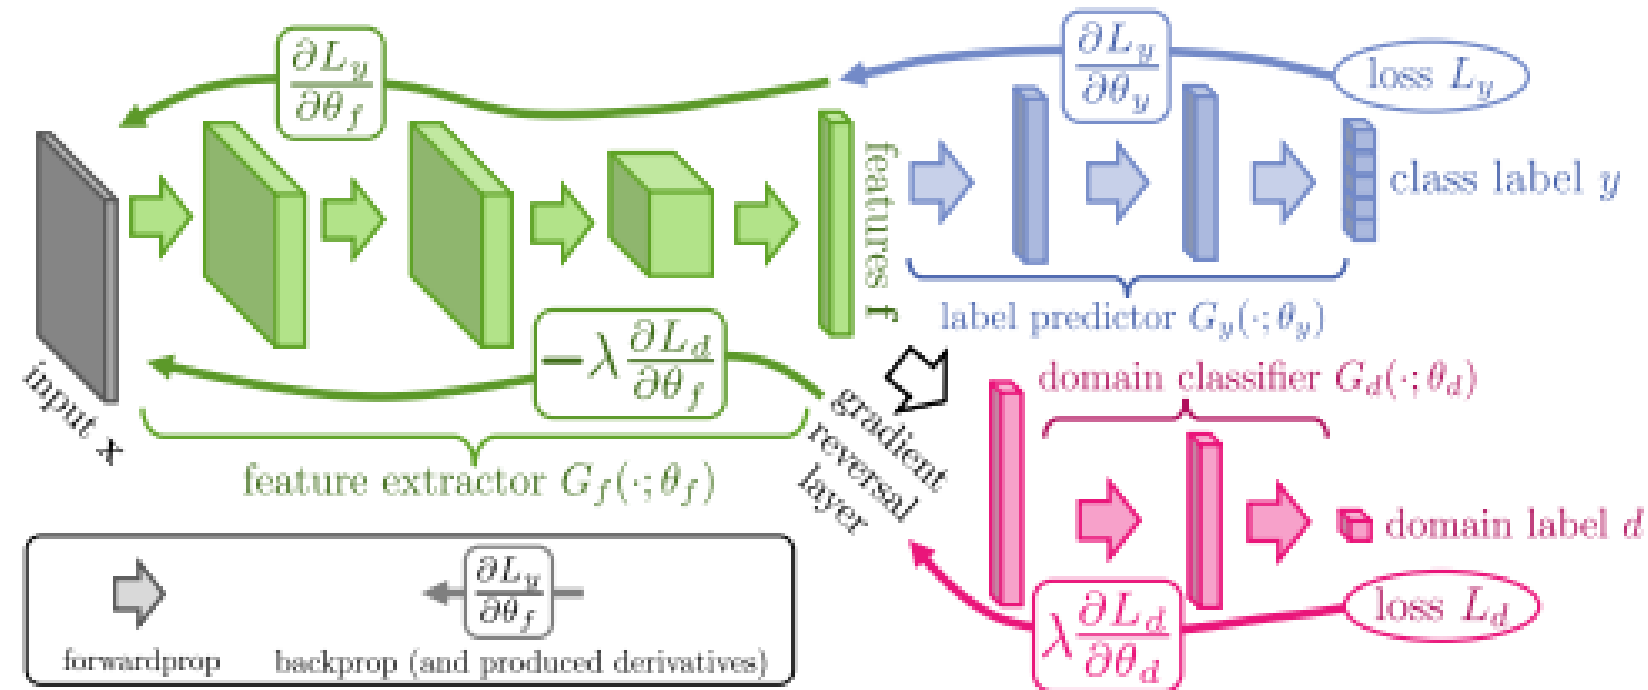 ∂L_y/∂θ_f
∂L_y/∂θ_y
loss L_y
features f
class label y
label predictor G_y(·; θ_y)
input x
−λ ∂L_d/∂θ_f
feature extractor G_f(·; θ_f)
gradient
reversal
layer
domain classifier G_d(·; θ_d)
domain label d
λ ∂L_d/∂θ_d
loss L_d
∂L_y/∂θ_f
forwardprop
backprop (and produced derivatives)